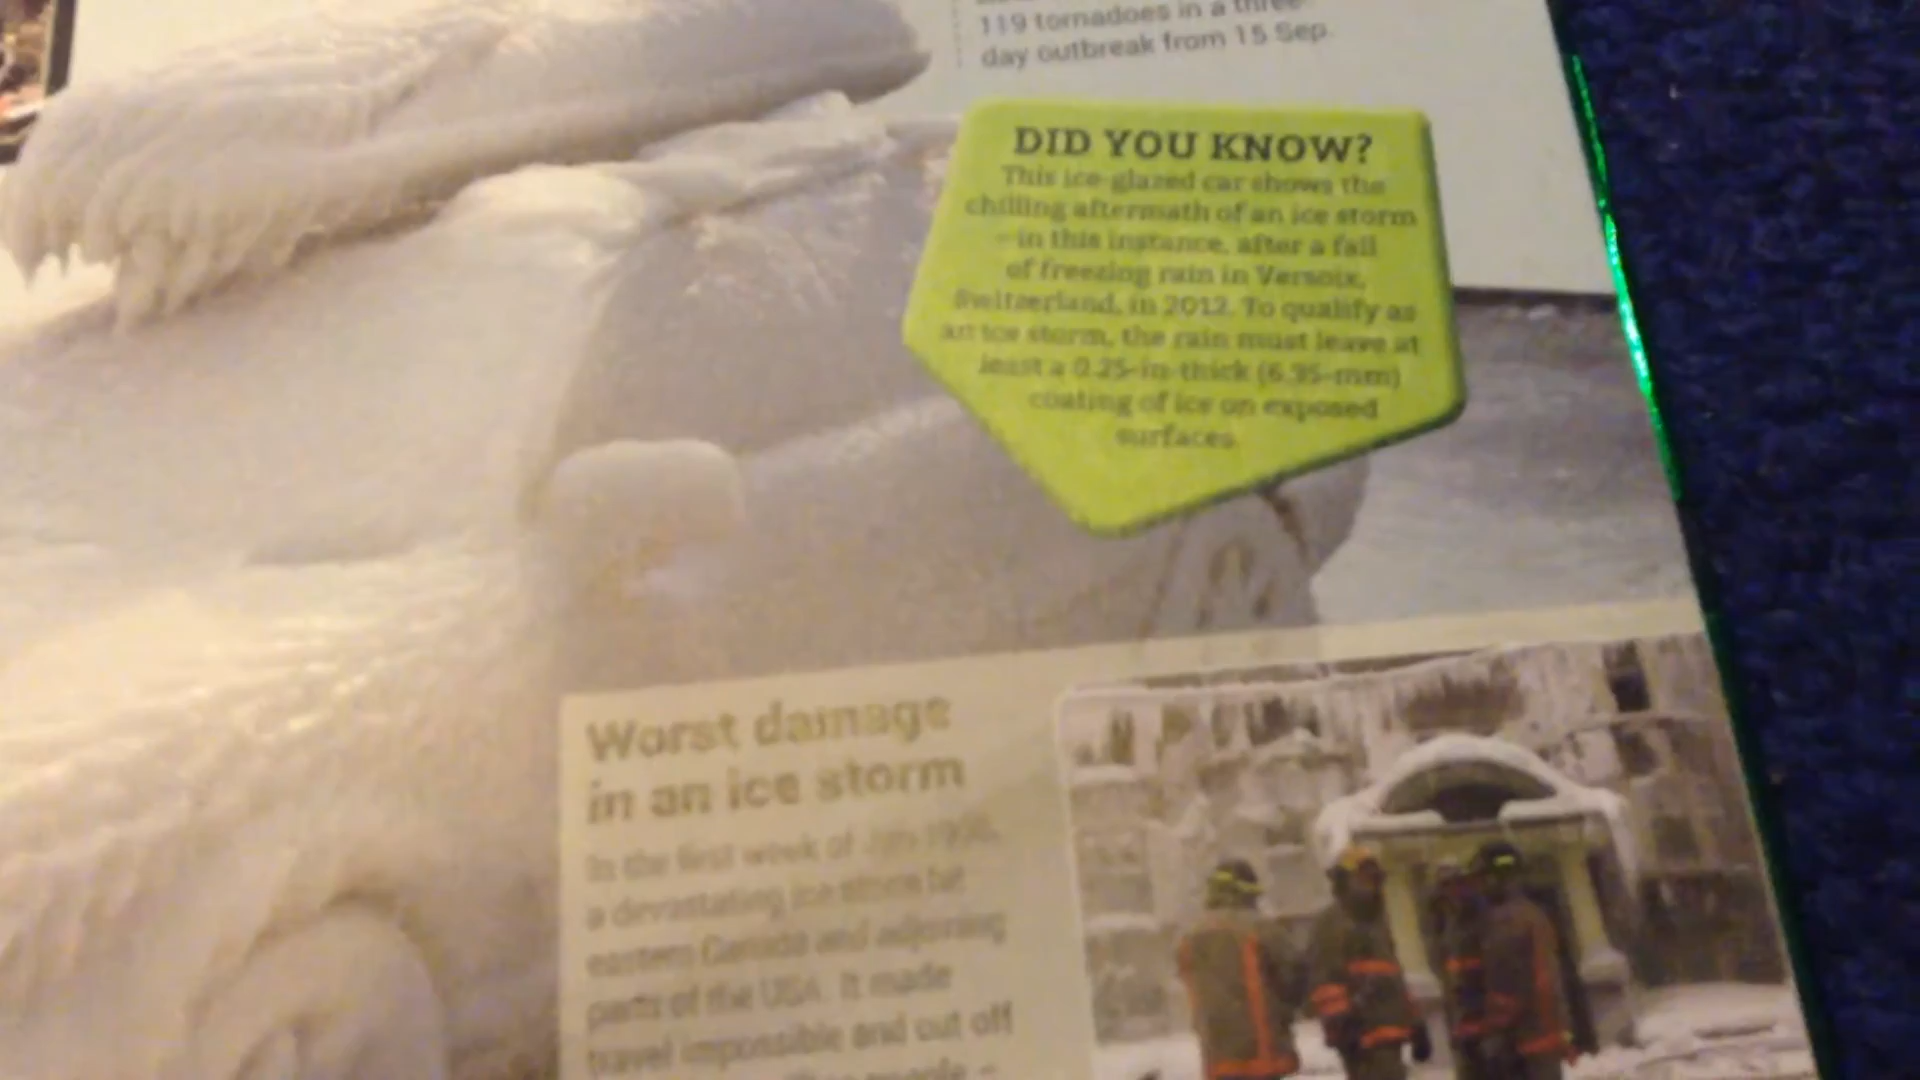 119 tornadoes in a three-
day outbreak from 15 Sep.
DID YOU KNOW?
This ice-glazed car shows the
chilling aftermath of an ice storm
– in this instance, after a fall
of freezing rain in Versoix,
Switzerland, in 2012. To qualify as
an ice storm, the rain must leave at
least a 0.25-in-thick (6.35-mm)
coating of ice on exposed
surfaces.
Worst damage
in an ice storm
In the first week of Jan
a devastating ice storm hit
eastern Canada and adjoining
parts of the USA. It made
travel impossible and cut off
people –